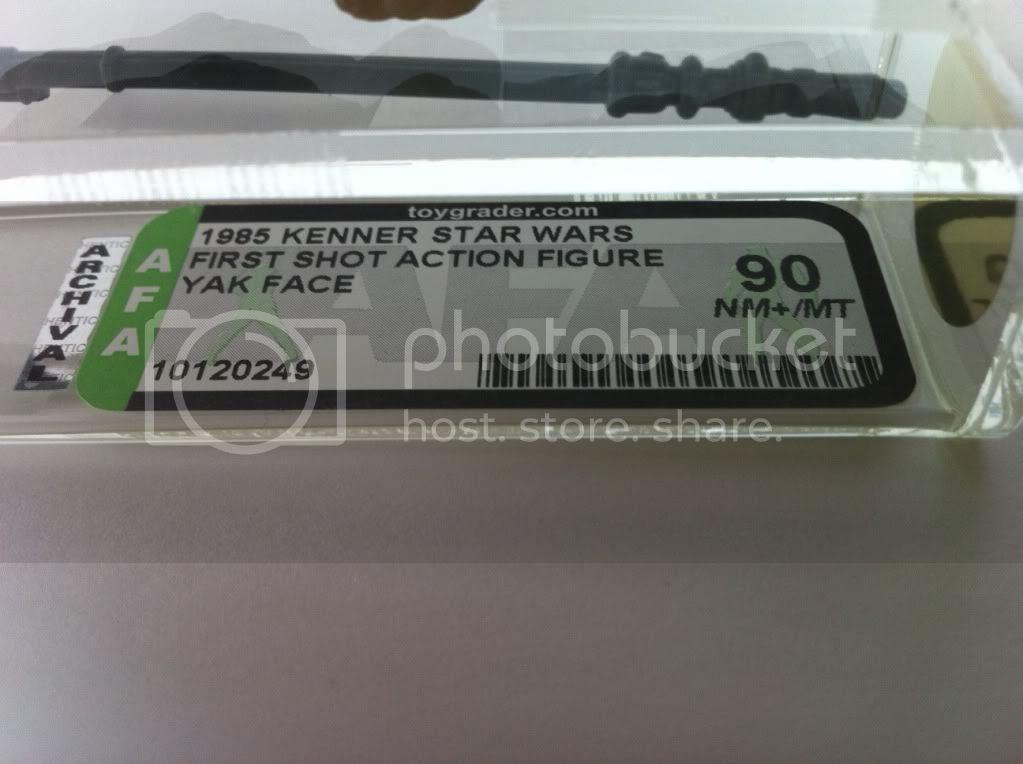 toygrader.com
ARCHIVAL
AFA
1985 KENNER STAR WARS
FIRST SHOT ACTION FIGURE
YAK FACE
90
NM+/MT
AFA
10120249
photobucket
host. store. share.